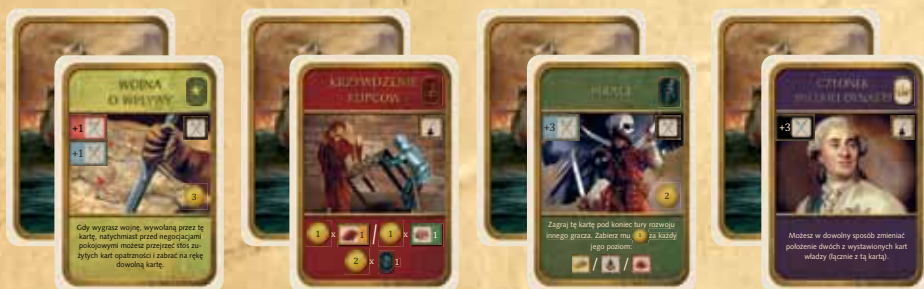 WOJNA
O WPŁYWY
+1
+1
3
Gdy wygrasz wojnę, wywołaną przez tę
kartę, natychmiast przed negocjacjami
pokojowymi możesz przejrzeć stos zu-
żytych kart opatrzności i zabrać na rękę
dowolną kartę.
KRZYWDZENIE
KUPCÓW
1 x 1 / 1 x 1
2 x 1
PIRACI
+3
2
Zagraj tę kartę pod koniec tury rozwoju
innego gracza. Zabierz mu 1 za każdy
jego poziom:
/ /
CZŁONEK
+3
Możesz w dowolny sposób zmieniać
położenie dwóch z wystawionych kart
władzy (łącznie z tą kartą).